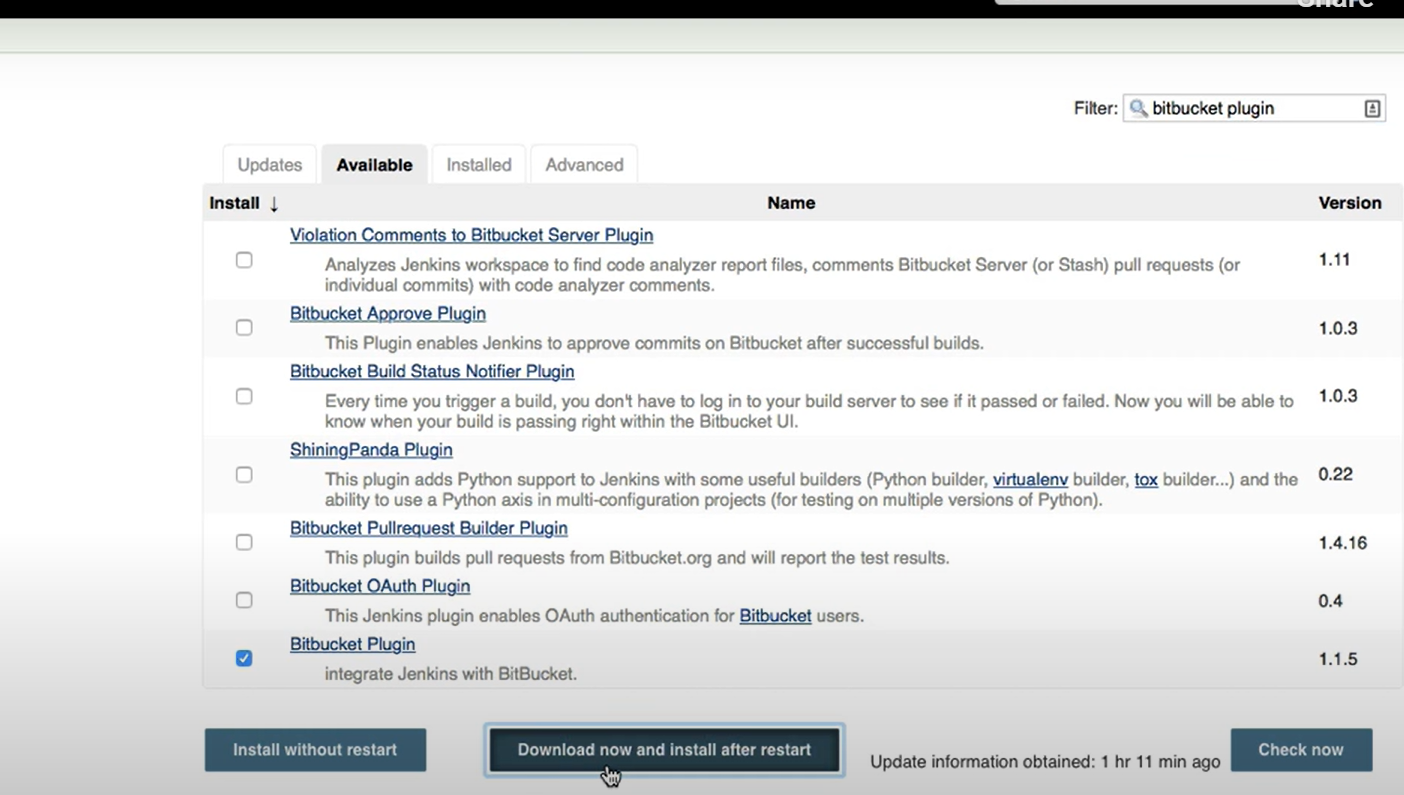 Share
Filter: bitbucket plugin
Updates Available Installed Advanced
Install ↓ Name Version
Violation Comments to Bitbucket Server Plugin
Analyzes Jenkins workspace to find code analyzer report files, comments Bitbucket Server (or Stash) pull requests (or 1.11
individual commits) with code analyzer comments.
Bitbucket Approve Plugin
1.0.3
This Plugin enables Jenkins to approve commits on Bitbucket after successful builds.
Bitbucket Build Status Notifier Plugin
Every time you trigger a build, you don't have to log in to your build server to see if it passed or failed. Now you will be able to 1.0.3
know when your build is passing right within the Bitbucket UI.
ShiningPanda Plugin
This plugin adds Python support to Jenkins with some useful builders (Python builder, virtualenv builder, tox builder...) and the 0.22
ability to use a Python axis in multi-configuration projects (for testing on multiple versions of Python).
Bitbucket Pullrequest Builder Plugin
1.4.16
This plugin builds pull requests from Bitbucket.org and will report the test results.
Bitbucket OAuth Plugin
0.4
This Jenkins plugin enables OAuth authentication for Bitbucket users.
Bitbucket Plugin
1.1.5
integrate Jenkins with BitBucket.
Install without restart Download now and install after restart Update information obtained: 1 hr 11 min ago Check now